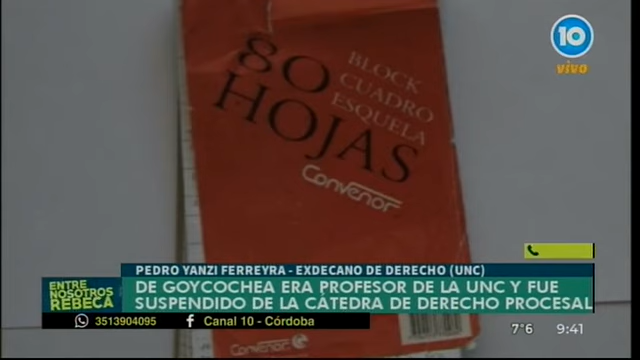 10
vivo
80
HOJAS
BLOCK
CUADRO
ESQUELA
Convenor
PEDRO YANZI FERREYRA - EXDECANO DE DERECHO (UNC)
ENTRE
NOSOTROS
REBECA
DE GOYCOCHEA ERA PROFESOR DE LA UNC Y FUE
SUSPENDIDO DE LA CÁTEDRA DE DERECHO PROCESAL
3513904095
Canal 10 - Córdoba
7°6
9:41
Convenor